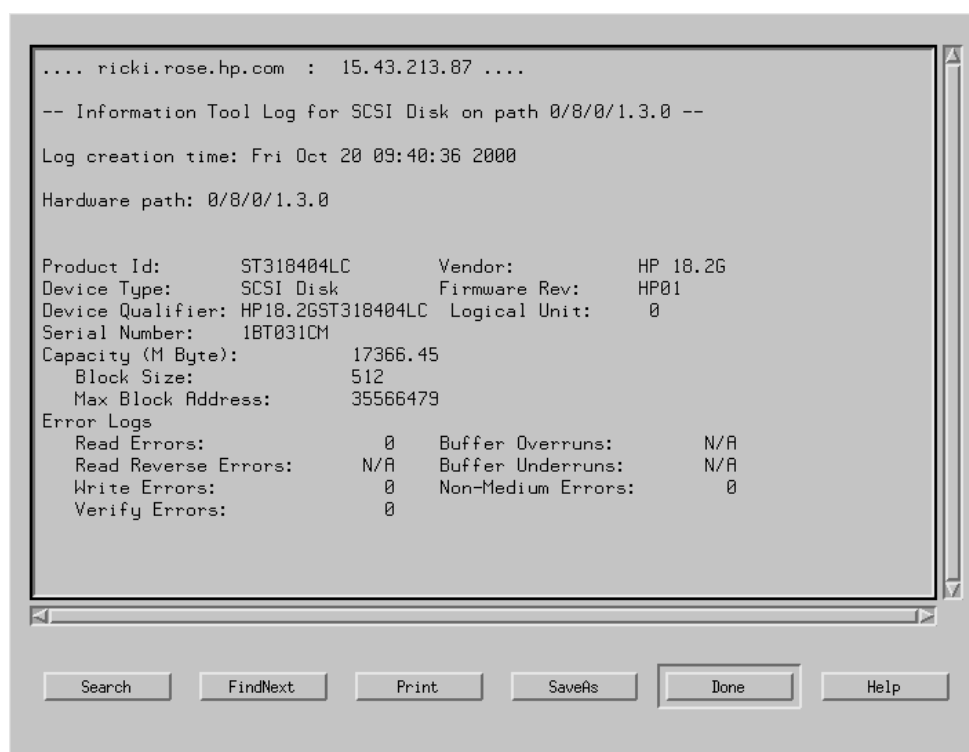 .... ricki.rose.hp.com : 15.43.213.87 ....
-- Information Tool Log for SCSI Disk on path 0/8/0/1.3.0 --
Log creation time: Fri Oct 20 09:40:36 2000
Hardware path: 0/8/0/1.3.0
Product Id: ST318404LC Vendor: HP 18.2G
Device Type: SCSI Disk Firmware Rev: HP01
Device Qualifier: HP18.2GST318404LC Logical Unit: 0
Serial Number: 1BT031CM
Capacity (M Byte): 17366.45
Block Size: 512
Max Block Address: 35566479
Error Logs
Read Errors: 0 Buffer Overruns: N/A
Read Reverse Errors: N/A Buffer Underruns: N/A
Write Errors: 0 Non-Medium Errors: 0
Verify Errors: 0
Search FindNext Print SaveAs Done Help